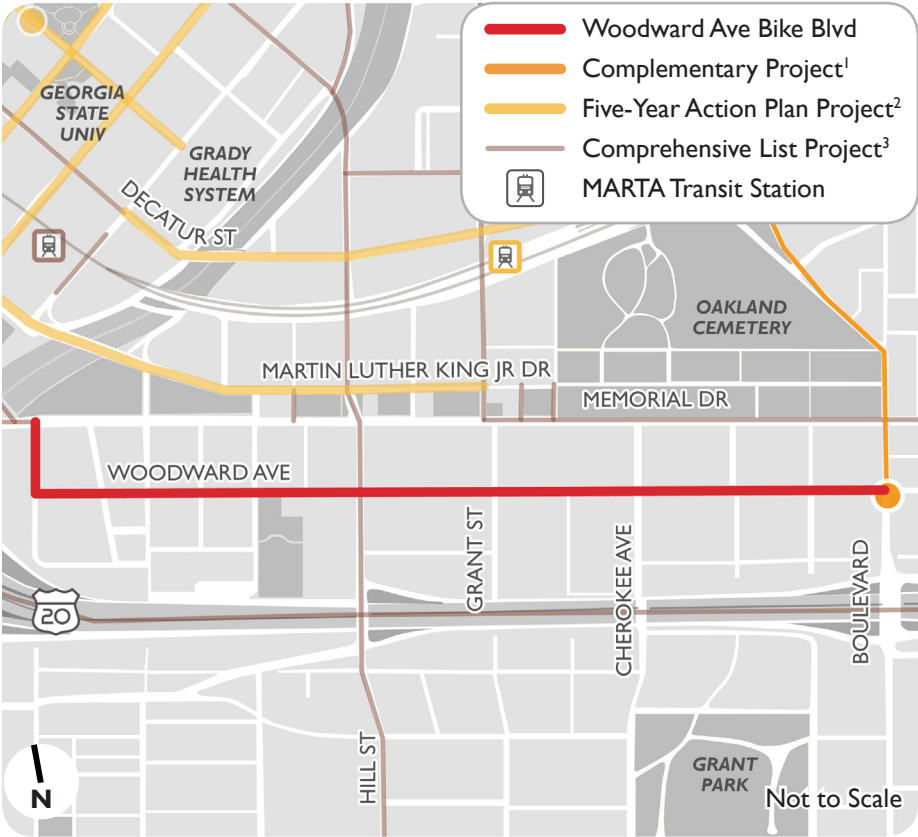 Woodward Ave Bike Blvd
Complementary Project¹
Five-Year Action Plan Project²
Comprehensive List Project³
MARTA Transit Station
GEORGIA
STATE
UNIV
GRADY
HEALTH
SYSTEM
DECATUR ST
OAKLAND
CEMETERY
MARTIN LUTHER KING JR DR
MEMORIAL DR
WOODWARD AVE
GRANT ST
CHEROKEE AVE
BOULEVARD
20
HILL ST
GRANT
PARK
N
Not to Scale